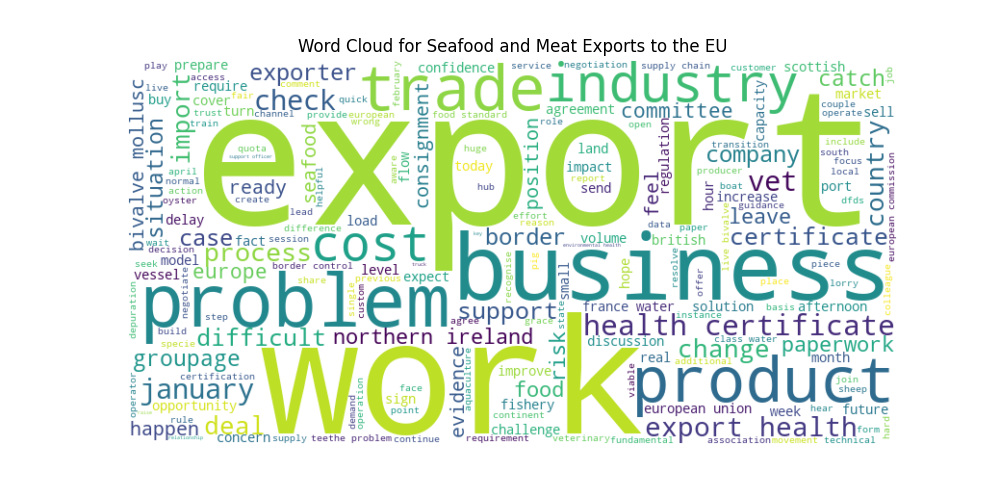 Word Cloud for Seafood and Meat Exports to the EU
play
prepare
access
exporter
comment
confidence
service
negotiation
supply chain
customer
scottish
job
live
buy
cover
require
check
quick
february
trade
industry
catch
market
fair
trust
turn
channel
provide
european
food standard
agreement
committee
capacity
couple
operate
sell
train
wrong
role
open
bivalve mollusc
situation
import
export
quota
support officer
seafood
aware
flow
consignment
huge
today
position
land
impact
regulation
transition
include
company
south
focus
country
april
normal
action
oyster
ready
create
helpful
hub
report
send
feel
hour
producer
vet
local
port
increase
boat
guidance
dfds
european commission
delay
lead
load
effort
reason
data
paper
leave
wait
case
fact
session
difference
cost
key
border
environmental health
volume
british
live bivalve
certificate
decision
model
process
business
seek
vessel
negotiate
europe
border control
truck
level
expect
recognise
pig
small
hope
resolve
offer
place
piece
lorry
colleague
depuration
share
custom
single
previous
problem
support
state
france water
solution
basis
afternoon
instance
build
step
agree
grace
specie
difficult
northern ireland
risk
discussion
health certificate
class water
groupage
work
evidence
aquaculture
improve
real
change
paperwork
additional
month
operator
certification
january
face
sign
point
demand
operation
food
continent
viable
product
join
sheep
opportunity
fishery
european union
week
hear
future
voice
happen
rule
relationship
deal
concern
supply
teethe problem
continue
requirement
challenge
veterinary
fundamental
export health
association
movement
technical
form
hard